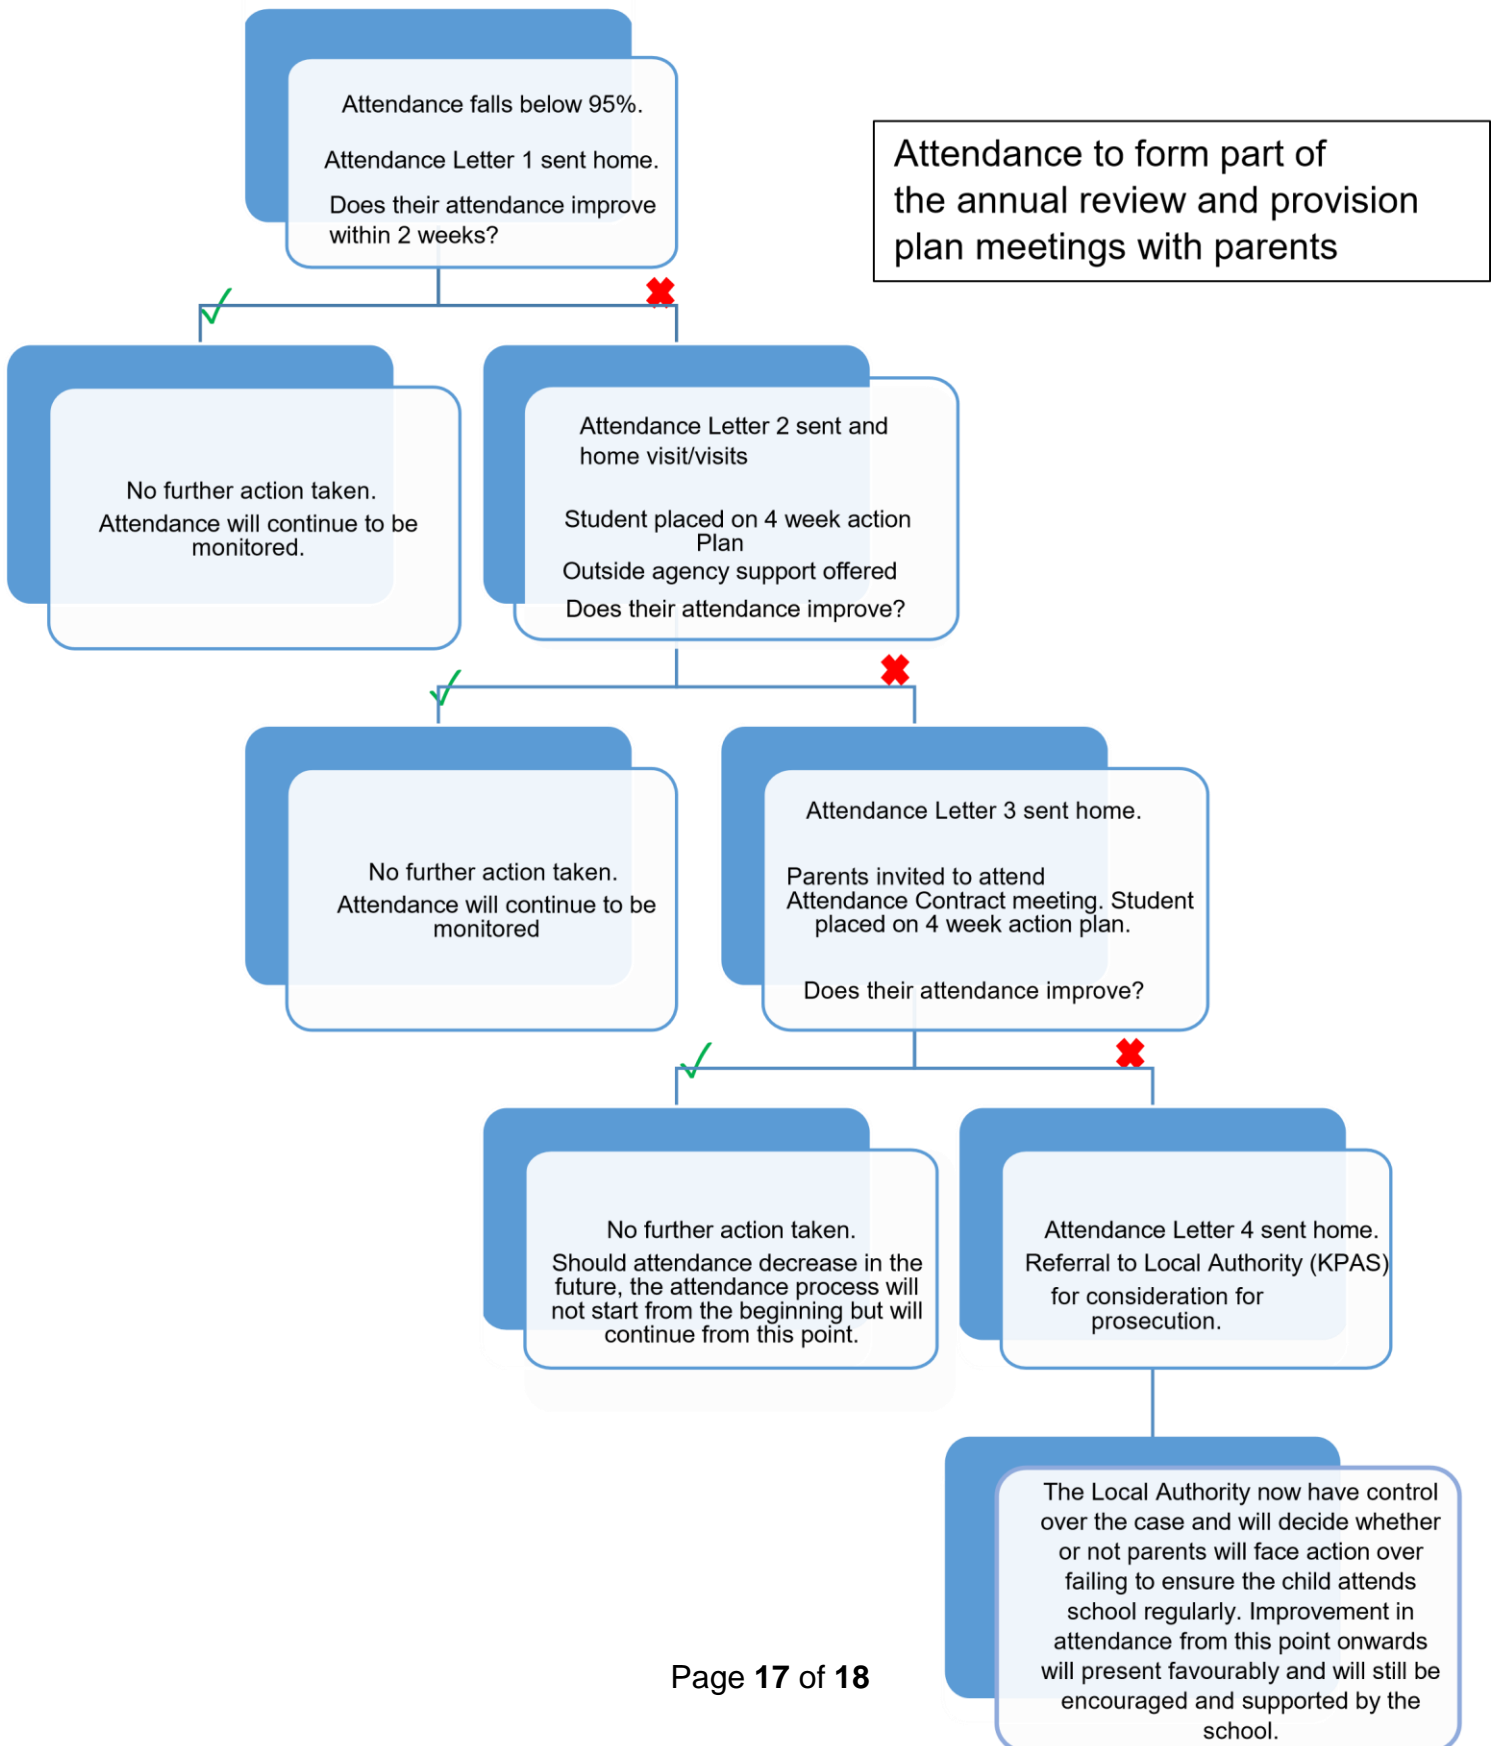 Attendance falls below 95%.
Attendance Letter 1 sent home.
Does their attendance improve
within 2 weeks?
Attendance to form part of
the annual review and provision
plan meetings with parents
No further action taken.
Attendance will continue to be
monitored.
Attendance Letter 2 sent and
home visit/visits
Student placed on 4 week action
Plan
Outside agency support offered
Does their attendance improve?
No further action taken.
Attendance will continue to be
monitored
Attendance Letter 3 sent home.
Parents invited to attend
Attendance Contract meeting. Student
placed on 4 week action plan.
Does their attendance improve?
No further action taken.
Should attendance decrease in the
future, the attendance process will
not start from the beginning but will
continue from this point.
Attendance Letter 4 sent home.
Referral to Local Authority (KPAS)
for consideration for
prosecution.
The Local Authority now have control
over the case and will decide whether
or not parents will face action over
failing to ensure the child attends
school regularly. Improvement in
attendance from this point onwards
will present favourably and will still be
encouraged and supported by the
school.
Page 17 of 18